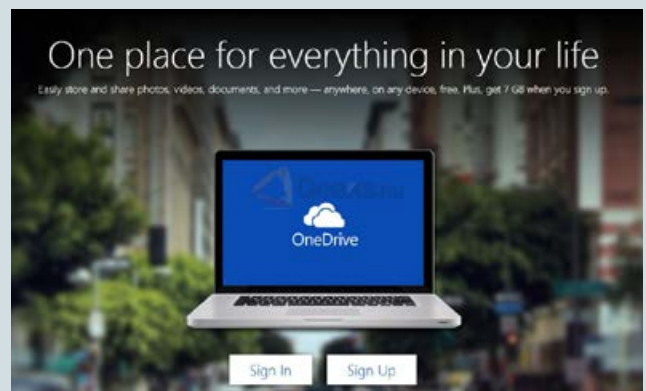 One place for everything in your life
Easily store and share photos, videos, documents, and more — anywhere, on any device, free. Plus, get 7 GB when you sign up.
OneDrive
Sign In
Sign Up